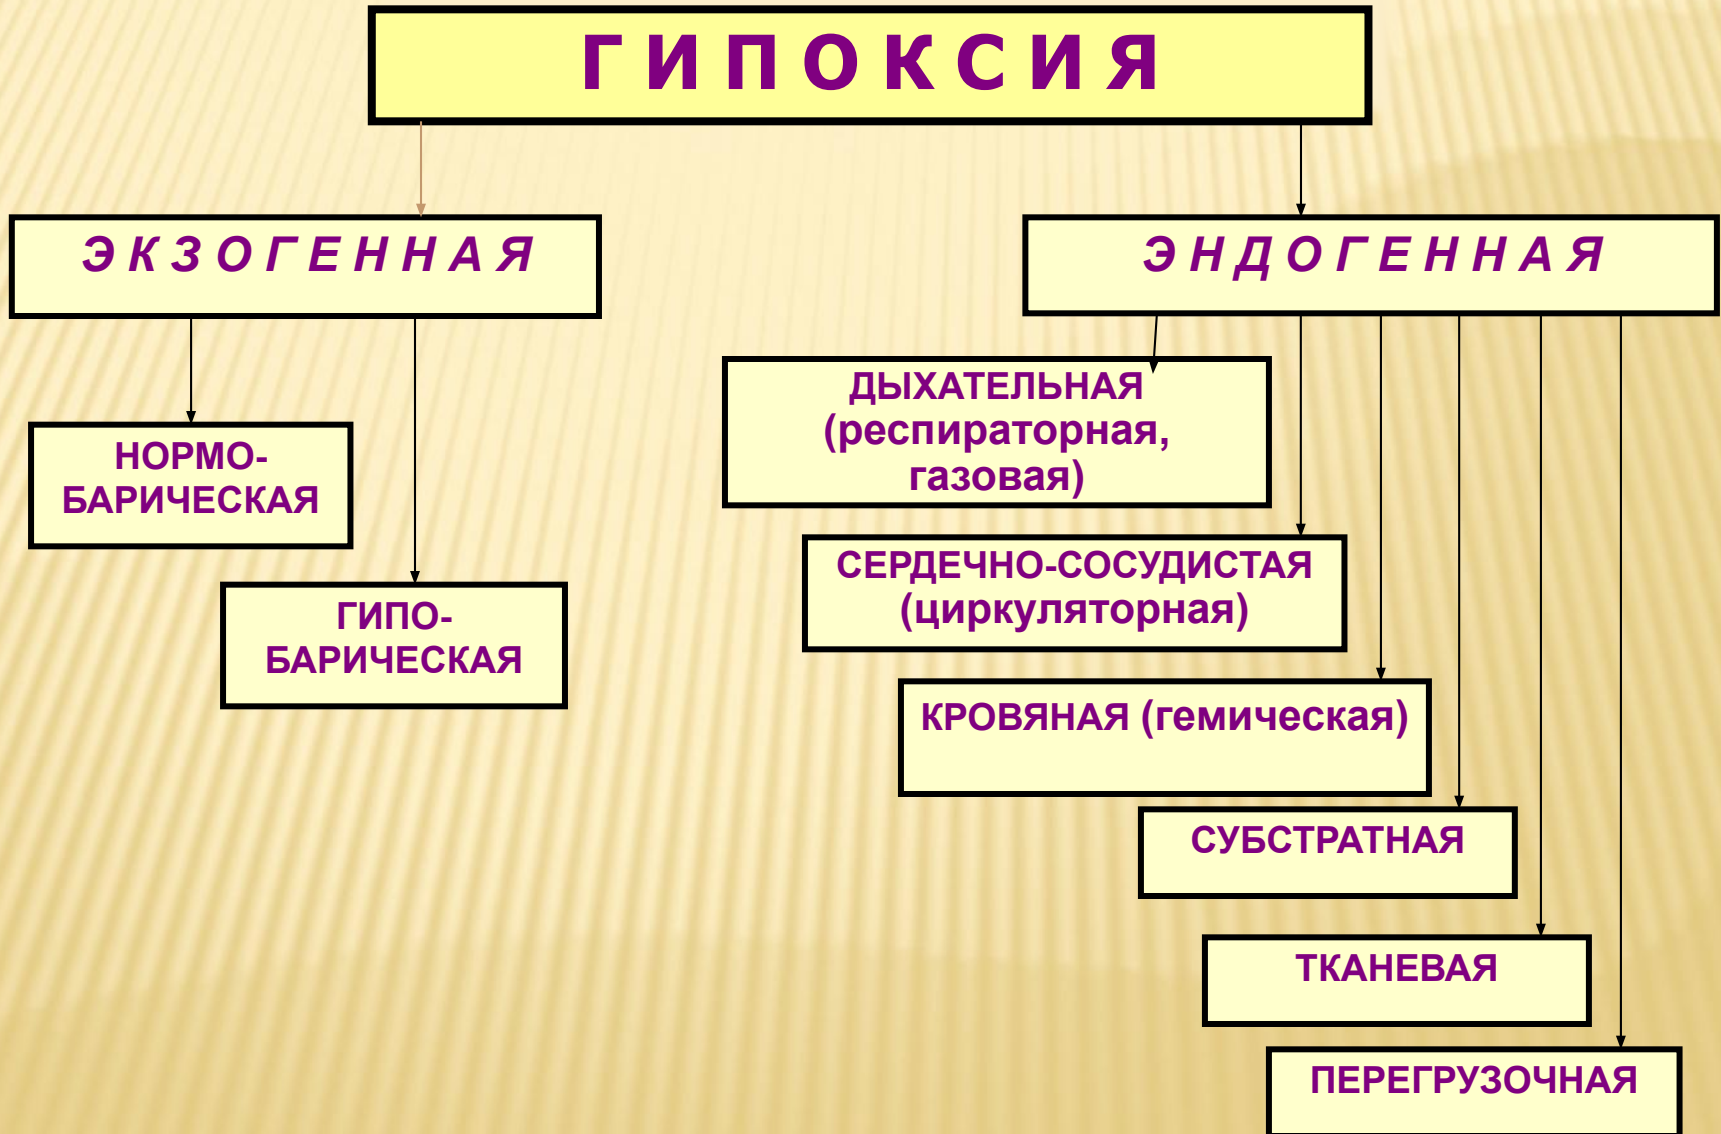 ГИПОКСИЯ
ЭКЗОГЕННАЯ
ЭНДОГЕННАЯ
НОРМО-
БАРИЧЕСКАЯ
ГИПО-
БАРИЧЕСКАЯ
ДЫХАТЕЛЬНАЯ
(респираторная,
газовая)
СЕРДЕЧНО-СОСУДИСТАЯ
(циркуляторная)
КРОВЯНАЯ (гемическая)
СУБСТРАТНАЯ
ТКАНЕВАЯ
ПЕРЕГРУЗОЧНАЯ